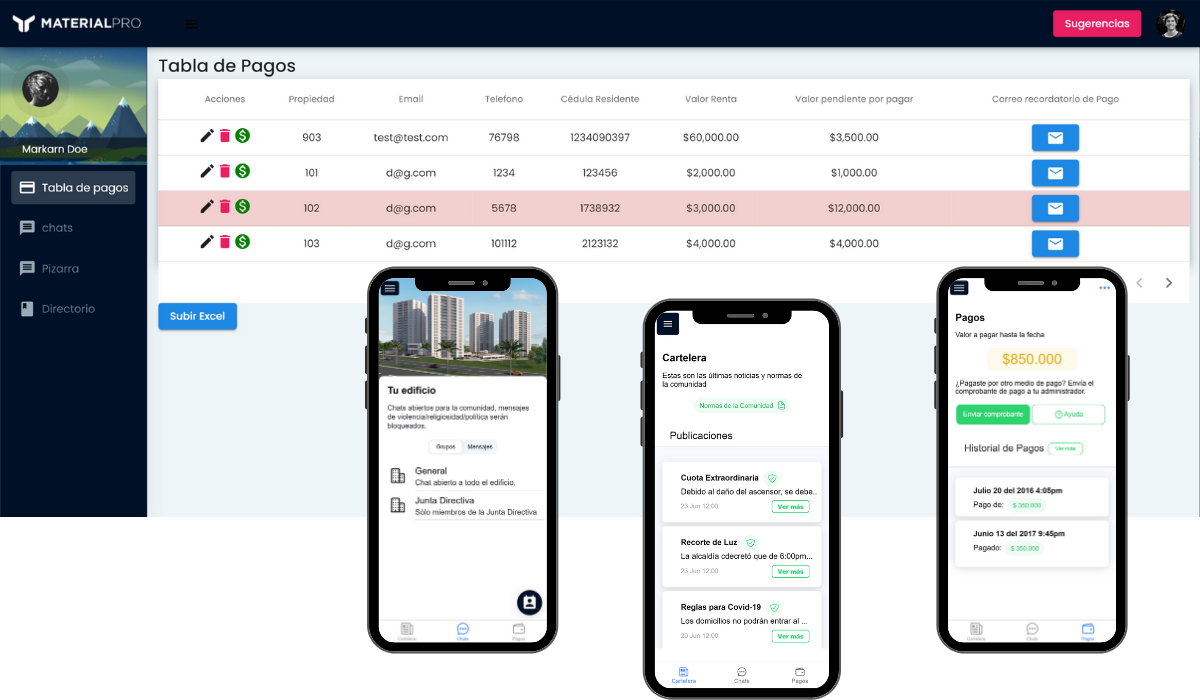 MATERIALPRO
Sugerencias
Markarn Doe
Tabla de pagos
chats
Pizarra
Directorio
Tabla de Pagos
Acciones Propiedad Email Telefono Cédula Residente Valor Renta Valor pendiente por pagar Correo recordatorio de Pago
903 test@test.com 76798 1234090397 $60,000.00 $3,500.00
101 d@g.com 1234 123456 $2,000.00 $1,000.00
102 d@g.com 5678 1738932 $3,000.00 $12,000.00
103 d@g.com 101112 2123132 $4,000.00 $4,000.00
Subir Excel
Tu edificio
Chats abiertos para la comunidad, mensajes
de violencia/religiosidad/política serán
bloqueados.
Grupos Mensajes
General
Chat abierto a todo el edificio.
Junta Directiva
Sólo miembros de la Junta Directiva
Cartelera Chats Pagos
Cartelera
Estas son las últimas noticias y normas de
la comunidad
Normas de la Comunidad
Publicaciones
Cuota Extraordinaria
Debido al daño del ascensor, se debe..
23 Jun 12:00 Ver más
Recorte de Luz
La alcaldía cdecretó que de 6:00pm...
23 Jun 12:00 Ver más
Reglas para Covid-19
Los domicilios no podrán entrar al ...
20 Jun 12:00 Ver más
Cartelera Chats Pagos
Pagos
Valor a pagar hasta la fecha
$850.000
¿Pagaste por otro medio de pago? Envía el
comprobante de pago a tu administrador.
Enviar comprobante Ayuda
Historial de Pagos Ver más
Julio 20 del 2016 4:05pm
Pago de: $ 350.000
Junio 13 del 2017 9:45pm
Pagado: $ 350.000
Cartelera Chats Pagos